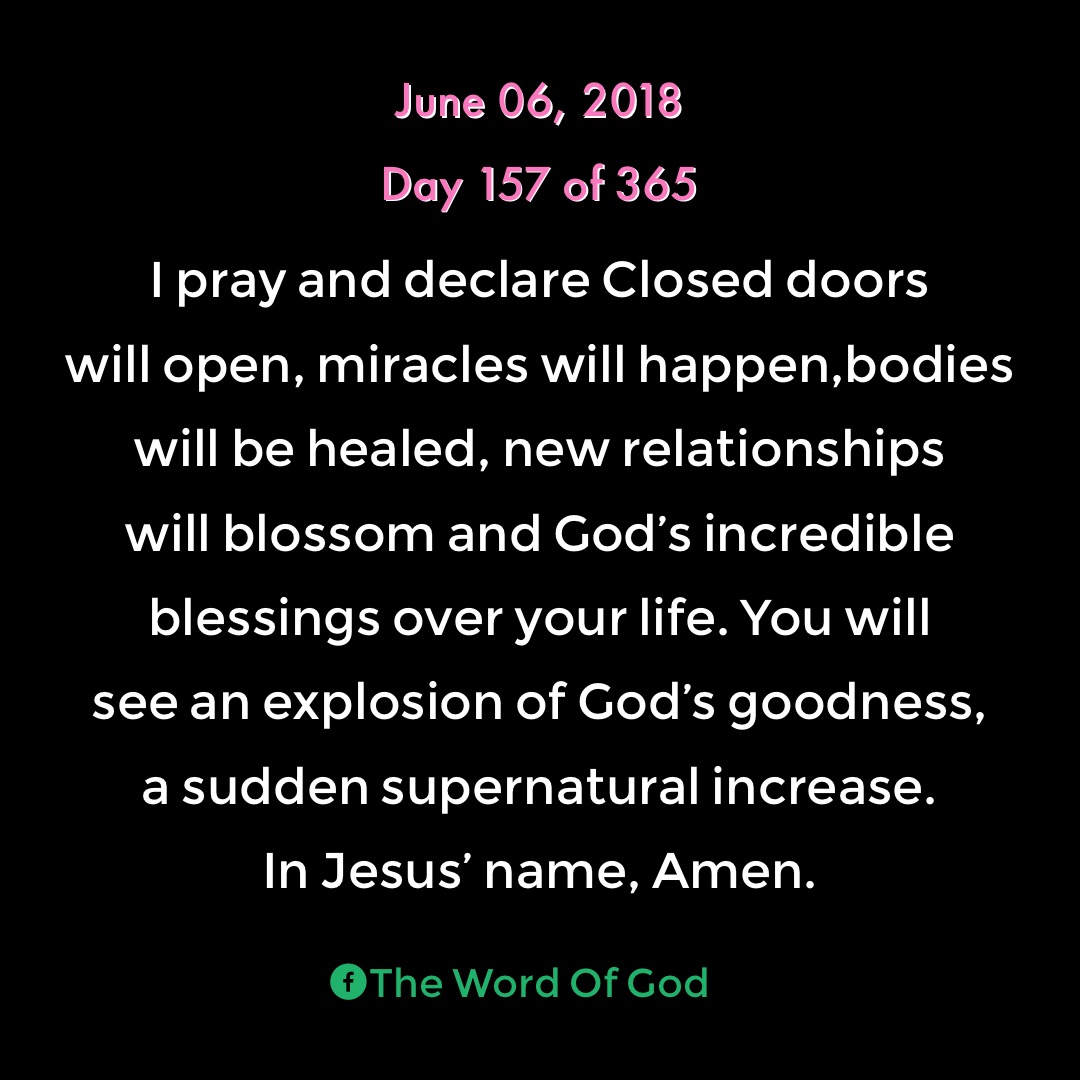 June 06, 2018
Day 157 of 365
I pray and declare Closed doors
will open, miracles will happen,bodies
will be healed, new relationships
will blossom and God’s incredible
blessings over your life. You will
see an explosion of God’s goodness,
a sudden supernatural increase.
In Jesus’ name, Amen.
The Word Of God